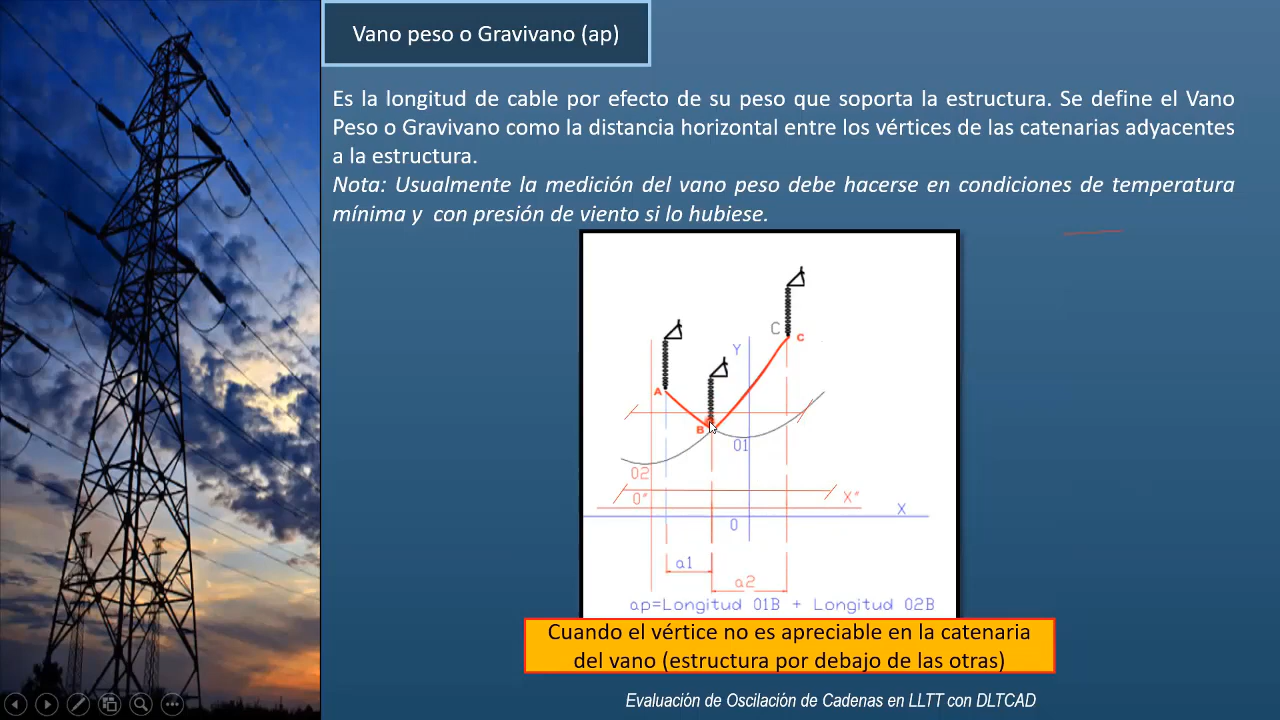 Vano peso o Gravivano (ap)
Es la longitud de cable por efecto de su peso que soporta la estructura. Se define el Vano
Peso o Gravivano como la distancia horizontal entre los vértices de las catenarias adyacentes
a la estructura.
Nota: Usualmente la medición del vano peso debe hacerse en condiciones de temperatura
mínima y con presión de viento si lo hubiese.
C
C
Y
A
B
01
02
0"
X"
X
0
a1
a2
ap=Longitud 01B + Longitud 02B
Cuando el vértice no es apreciable en la catenaria
del vano (estructura por debajo de las otras)
Evaluación de Oscilación de Cadenas en LLTT con DLTCAD